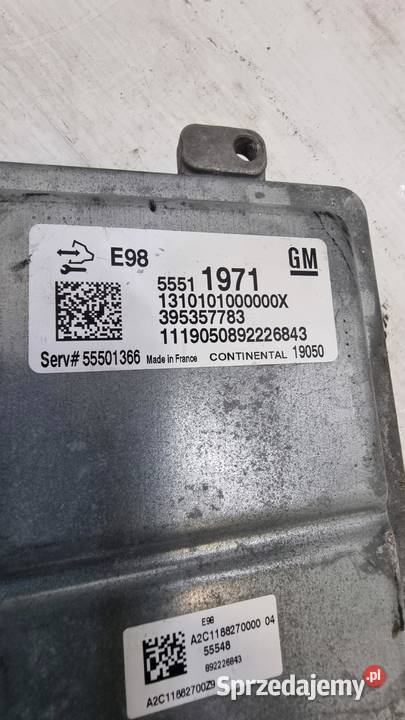 E98
GM
5551 1971
1310101000000X
395357783
1119050892226843
Serv# 55501366 Made in France CONTINENTAL 19050
E98
A2C1188270000 04
55548
892226843
A2C11882700Z9
Sprzedajemy.pl